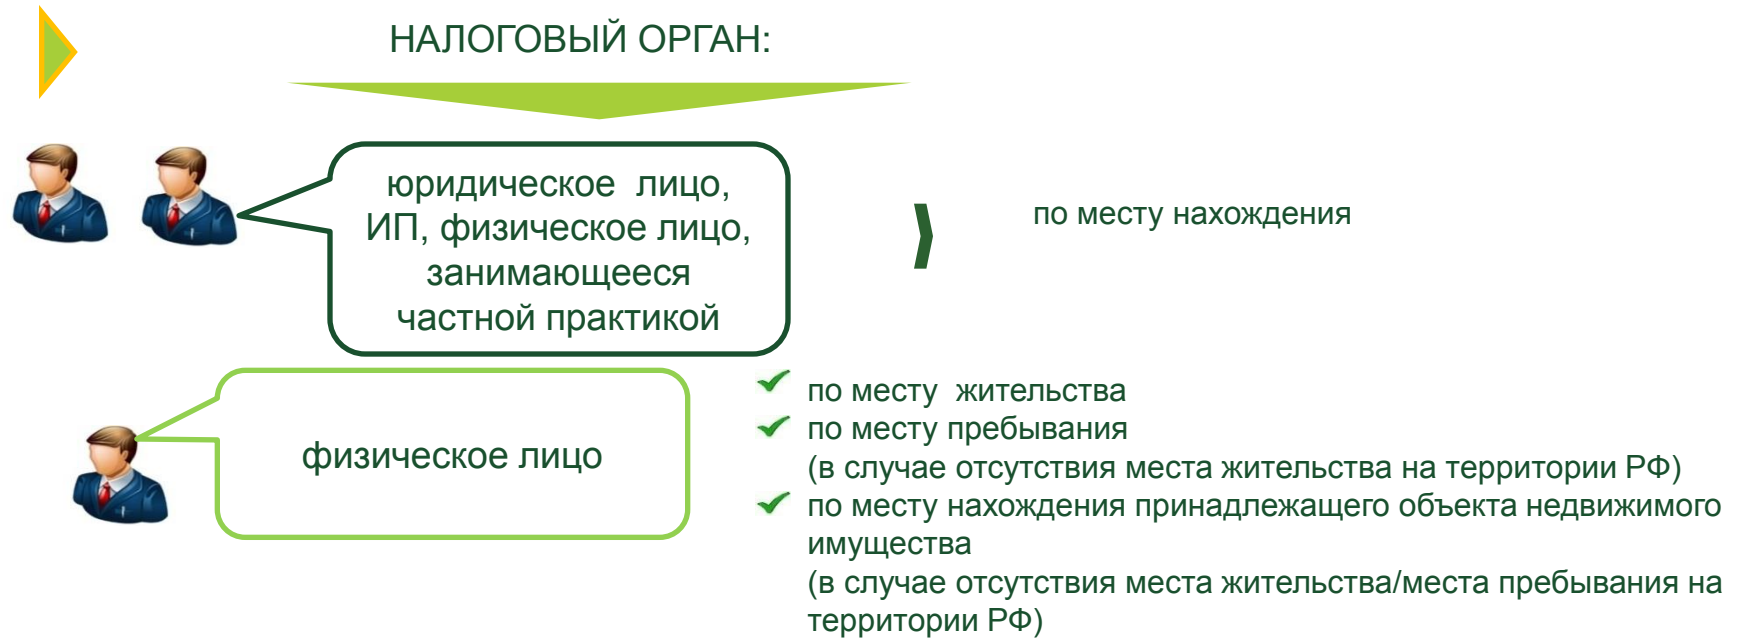 НАЛОГОВЫЙ ОРГАН:
юридическое лицо,
ИП, физическое лицо,
занимающееся
частной практикой
по месту нахождения
физическое лицо
по месту жительства
по месту пребывания
(в случае отсутствия места жительства на территории РФ)
по месту нахождения принадлежащего объекта недвижимого
имущества
(в случае отсутствия места жительства/места пребывания на
территории РФ)